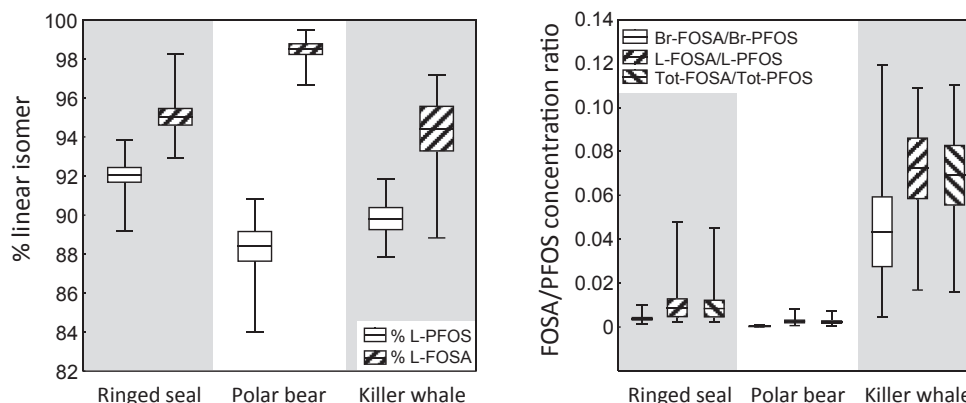 100
98
96
94
92
90
88
86
84
82
% linear isomer
% L-PFOS
% L-FOSA
Ringed seal Polar bear Killer whale
0.14
0.12
0.10
0.08
0.06
0.04
0.02
0
FOSA/PFOS concentration ratio
Br-FOSA/Br-PFOS
L-FOSA/L-PFOS
Tot-FOSA/Tot-PFOS
Ringed seal Polar bear Killer whale